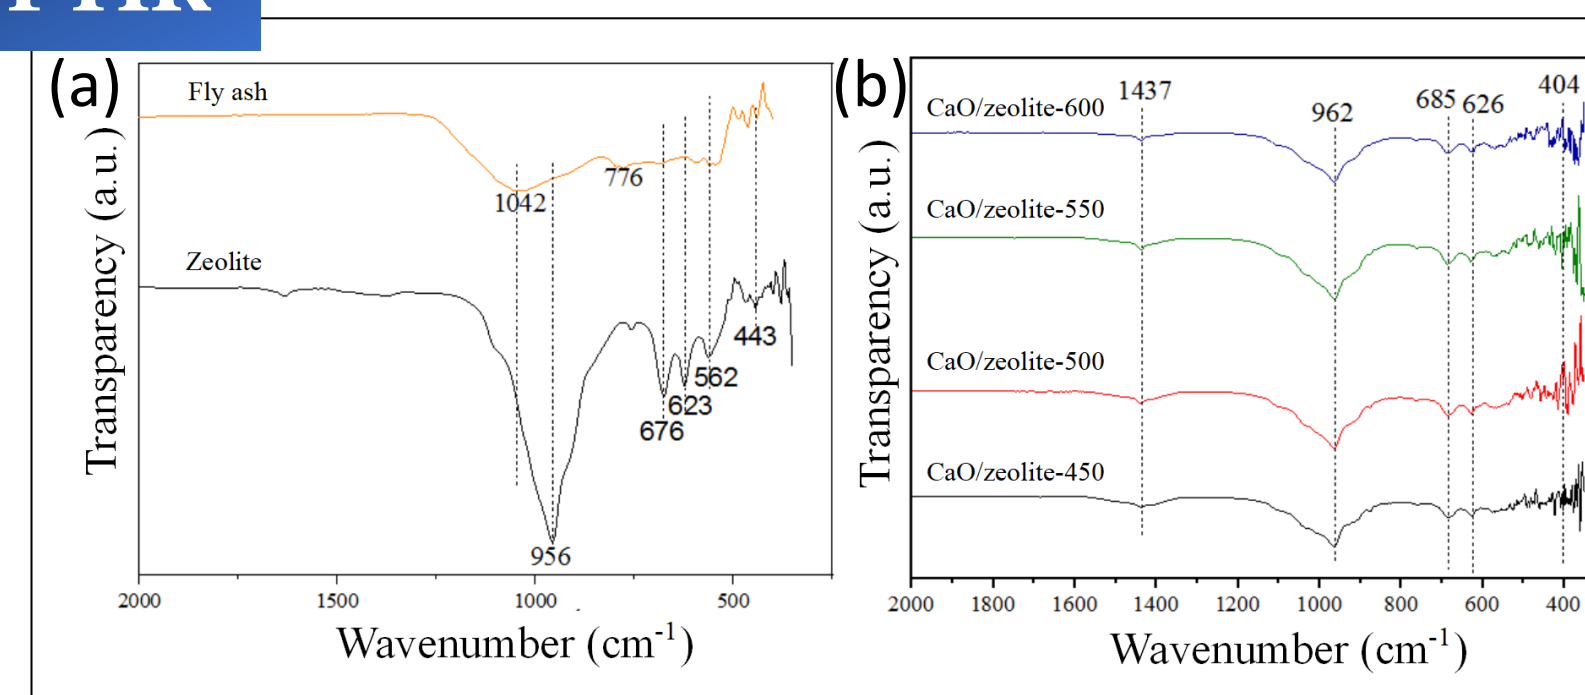 (a)
Fly ash
1042
776
Zeolite
443
562
623
676
956
Transparency (a.u.)
2000 1500 1000 500
Wavenumber (cm⁻¹)
(b)
1437
962
685 626
404
CaO/zeolite-600
CaO/zeolite-550
CaO/zeolite-500
CaO/zeolite-450
Transparency (a.u.)
2000 1800 1600 1400 1200 1000 800 600 400
Wavenumber (cm⁻¹)